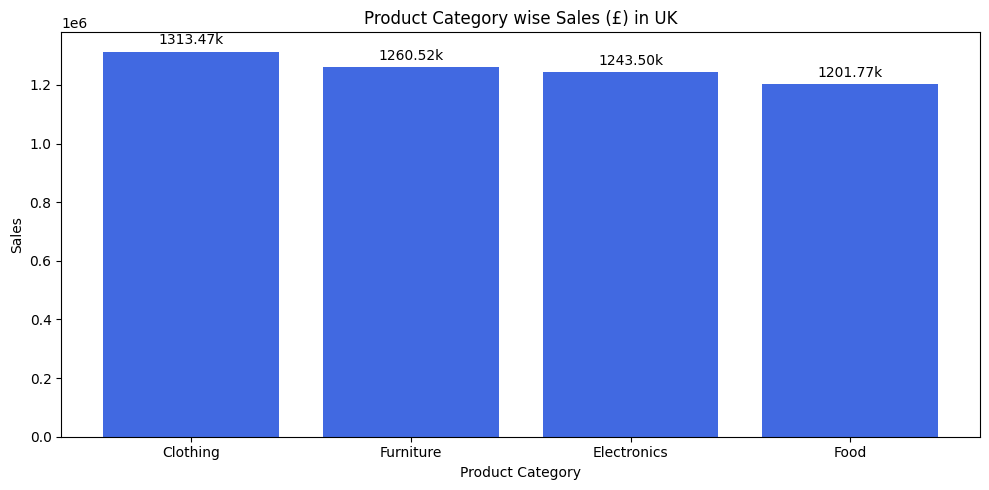 Product Category wise Sales (£) in UK
1e6
1313.47k
1260.52k
1243.50k
1201.77k
1.2
1.0
0.8
0.6
0.4
0.2
0.0
Sales
Clothing
Furniture
Electronics
Food
Product Category